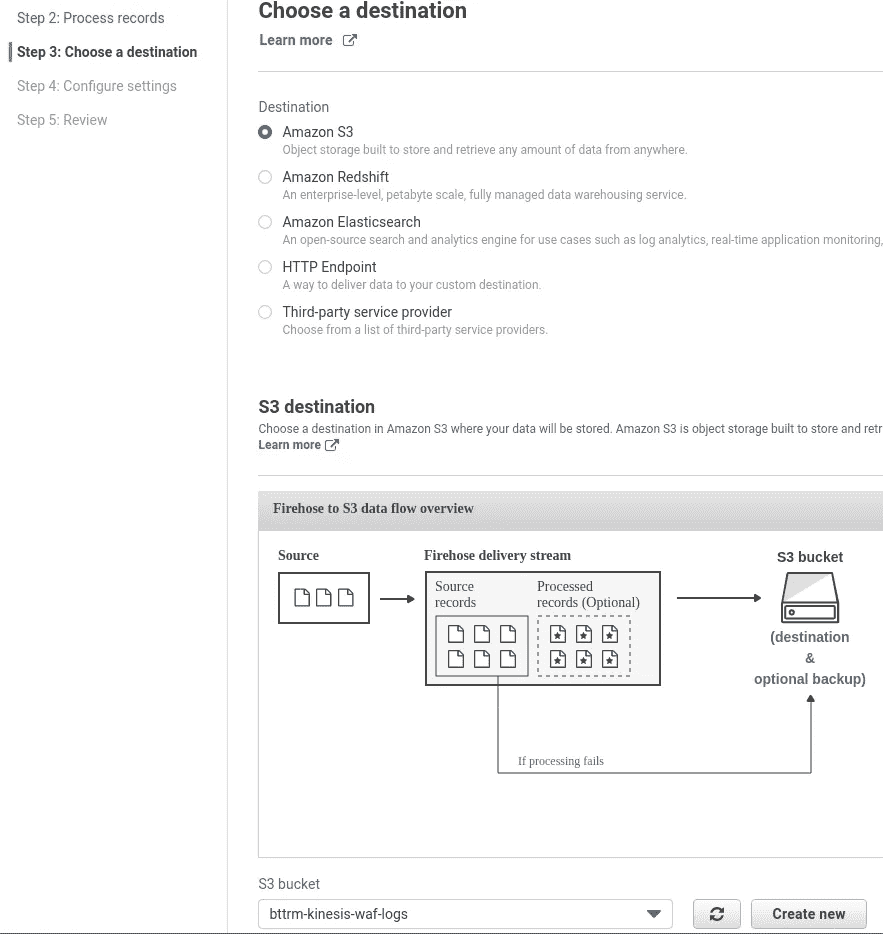 Step 2: Process records
Step 3: Choose a destination
Step 4: Configure settings
Step 5: Review
Choose a destination
Learn more
Destination
Amazon S3
Object storage built to store and retrieve any amount of data from anywhere.
Amazon Redshift
An enterprise-level, petabyte scale, fully managed data warehousing service.
Amazon Elasticsearch
An open-source search and analytics engine for use cases such as log analytics, real-time application monitoring,
HTTP Endpoint
A way to deliver data to your custom destination.
Third-party service provider
Choose from a list of third-party service providers.
S3 destination
Choose a destination in Amazon S3 where your data will be stored. Amazon S3 is object storage built to store and retr
Learn more
Firehose to S3 data flow overview
Source
Firehose delivery stream
Source
records
Processed
records (Optional)
S3 bucket
(destination
&
optional backup)
If processing fails
S3 bucket
bttrm-kinesis-waf-logs
Create new